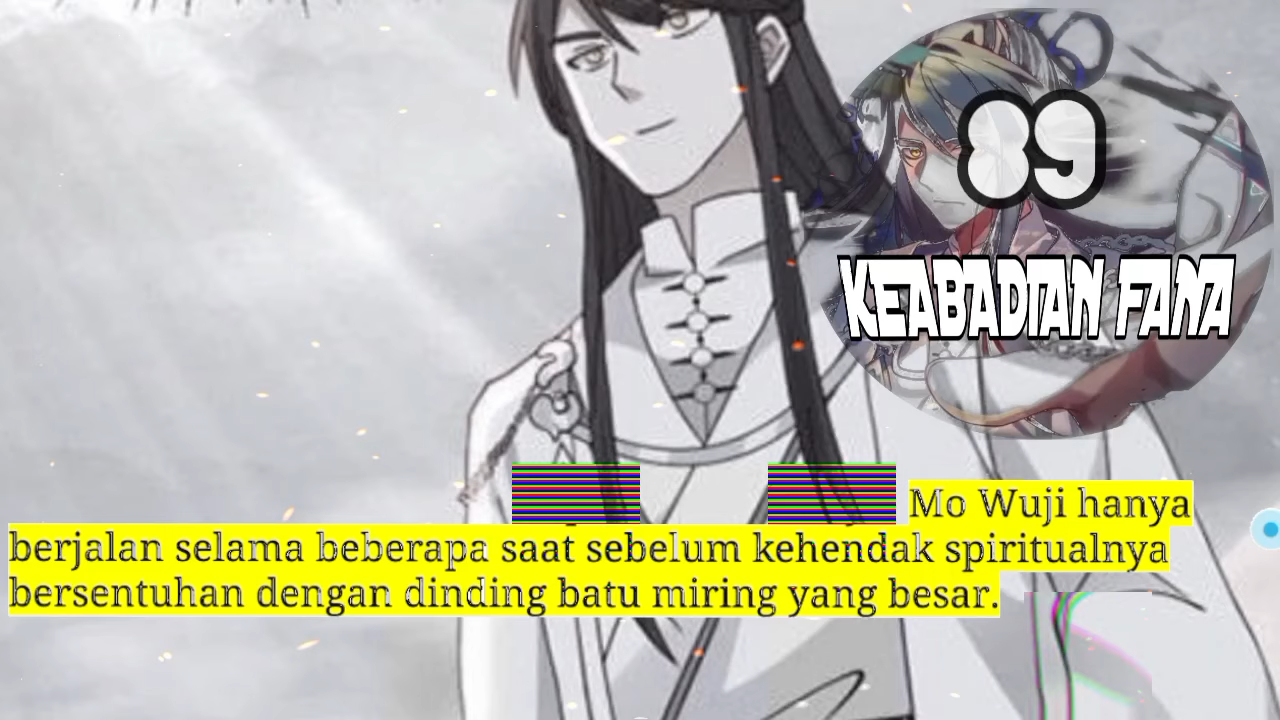 89
KEABADIAN FANA
Mo Wuji hanya
berjalan selama beberapa saat sebelum kehendak spiritualnya
bersentuhan dengan dinding batu miring yang besar.